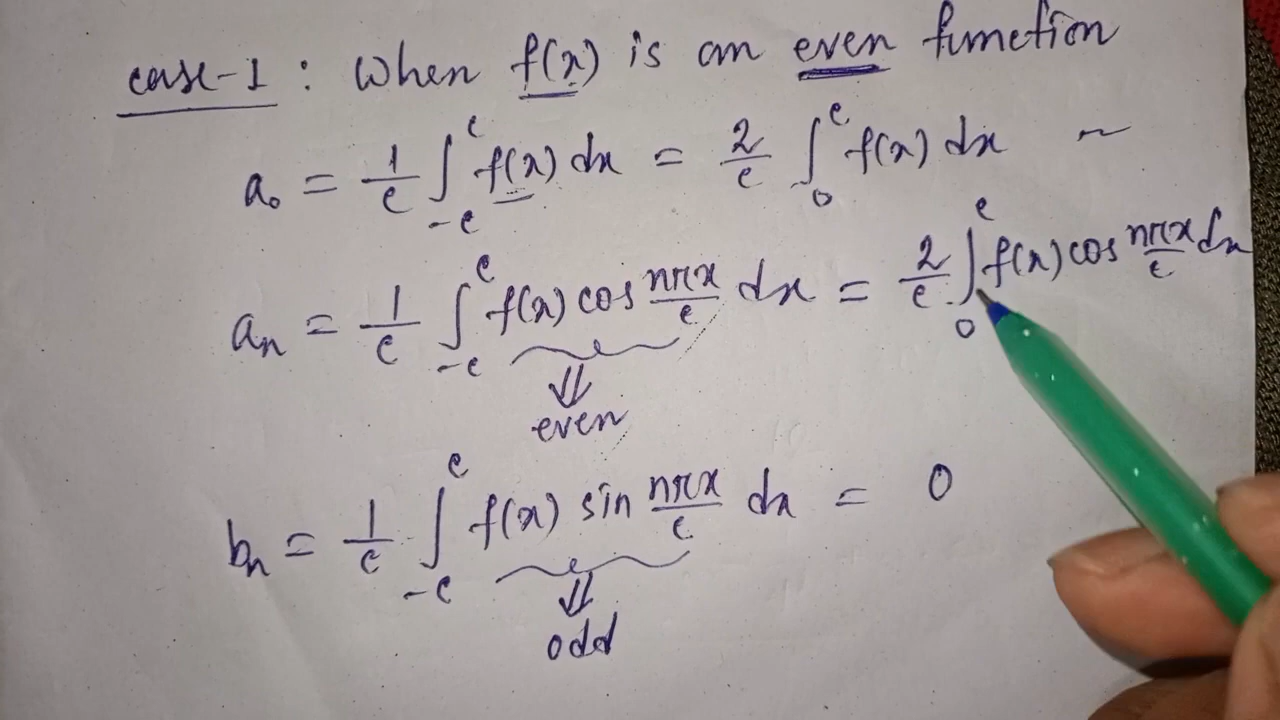 case-1 : When f(x) is an even function
a₀ = 1/c ∫_{-c}^{c} f(x) dx = 2/c ∫_{0}^{c} f(x) dx ~
aₙ = 1/c ∫_{-c}^{c} f(x) cos nπx/c dx = 2/c ∫_{0}^{c} f(x) cos nπx/c dx
⇓
even
bₙ = 1/c ∫_{-c}^{c} f(x) sin nπx/c dx = 0
⇓
odd